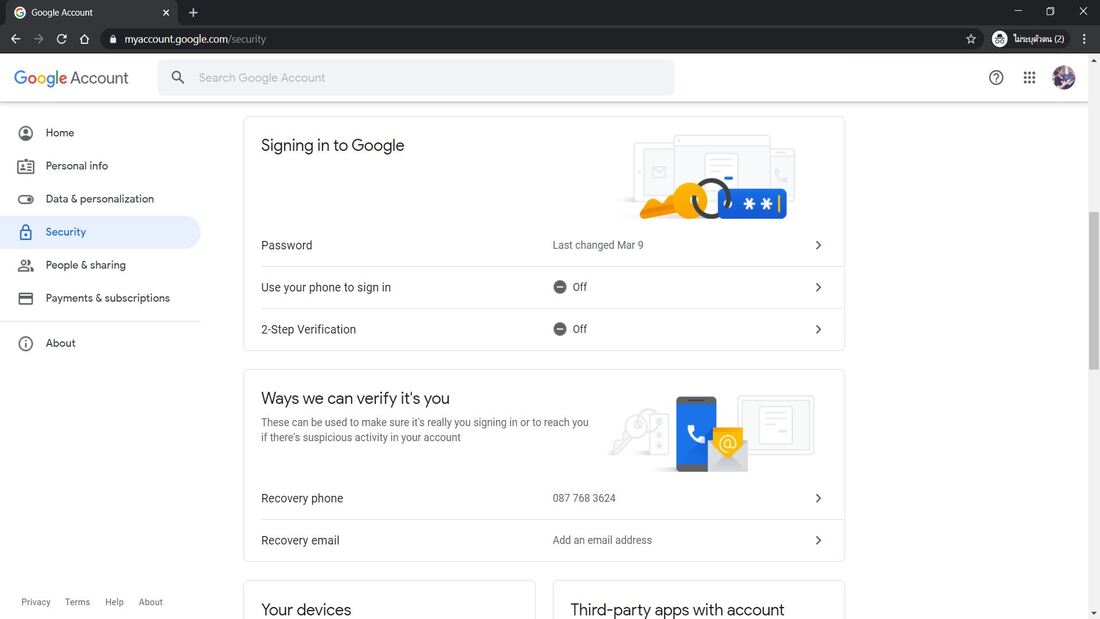 Google Account
myaccount.google.com/security
ไม่ระบุตัวตน (2)
Google Account
Search Google Account
Home
Personal info
Data & personalization
Security
People & sharing
Payments & subscriptions
About
Signing in to Google
Password
Last changed Mar 9
Use your phone to sign in
Off
2-Step Verification
Off
Ways we can verify it's you
These can be used to make sure it's really you signing in or to reach you
if there's suspicious activity in your account
Recovery phone
087 768 3624
Recovery email
Add an email address
Your devices
Third-party apps with account
Privacy
Terms
Help
About